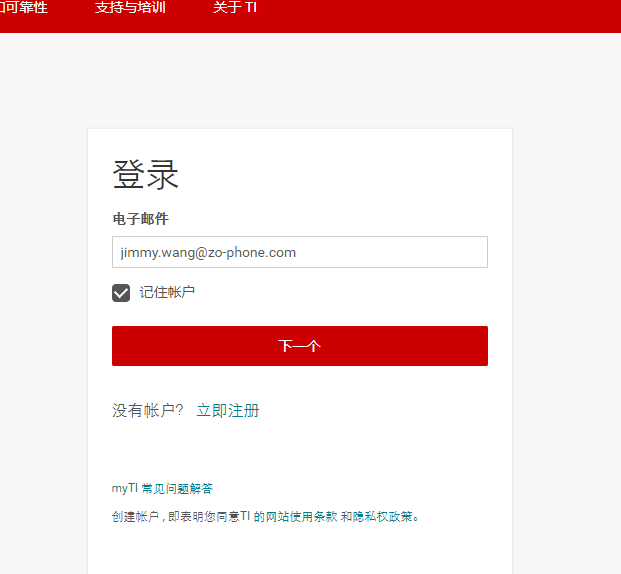 和可靠性 支持与培训 关于 TI
登录
电子邮件
jimmy.wang@zo-phone.com
记住帐户
下一个
没有帐户? 立即注册
myTI 常见问题解答
创建帐户，即表明您同意TI 的网站使用条款 和隐私权政策。